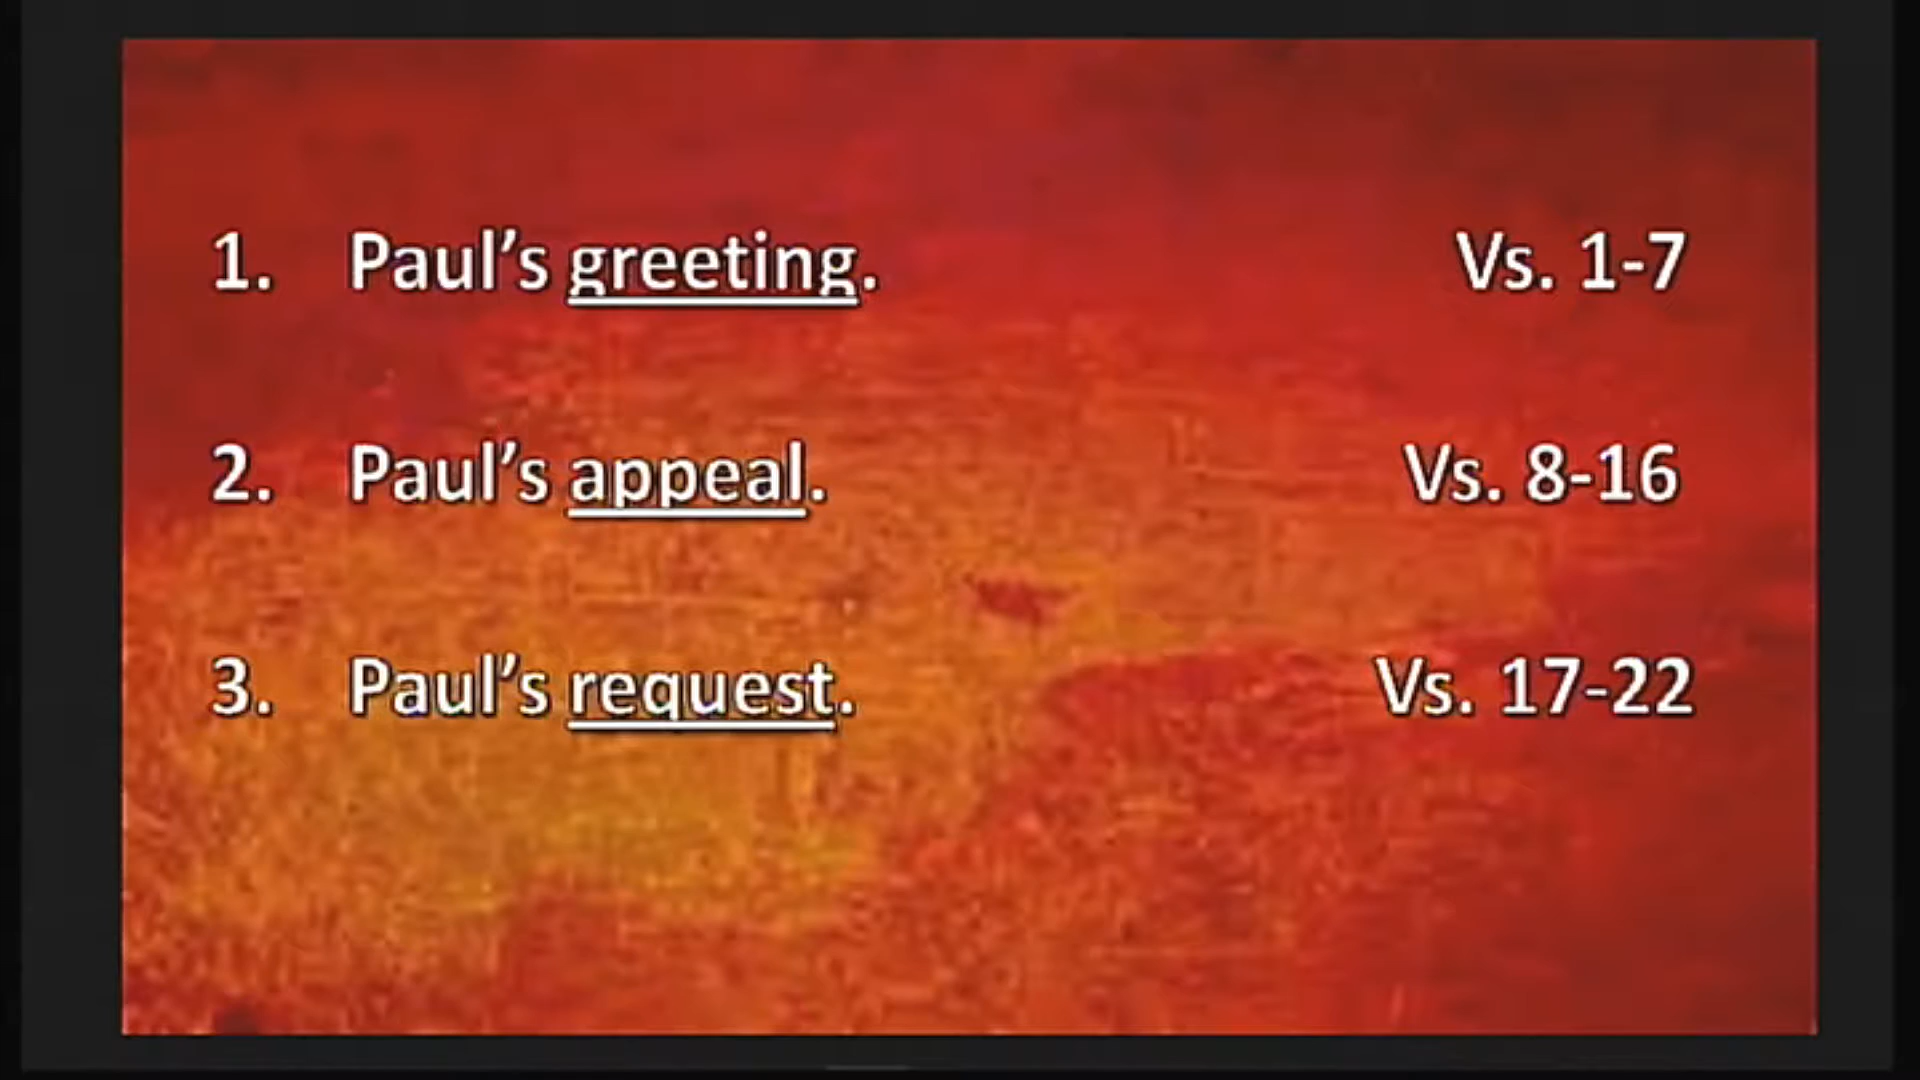 1. Paul's greeting. Vs. 1-7
2. Paul's appeal. Vs. 8-16
3. Paul's request. Vs. 17-22